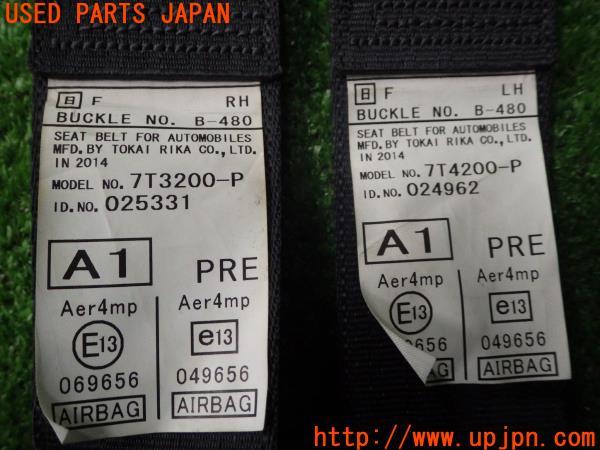 USED PARTS JAPAN
日 F RH
BUCKLE NO. B-480
SEAT BELT FOR AUTOMOBILES
MFD. BY TOKAI RIKA CO., LTD.
IN 2014
MODEL NO. 7T3200-P
ID. NO. 025331
A1 PRE
Aer4mp Aer4mp
E13 e13
069656 049656
AIRBAG AIRBAG
日 F LH
BUCKLE NO. B-480
SEAT BELT FOR AUTOMOBILES
MFD. BY TOKAI RIKA CO., LTD.
IN 2014
MODEL NO. 7T4200-P
ID. NO. 024962
A1 PRE
Aer4mp Aer4mp
E13 e13
049656
AIRBAG AIRBAG
http://www.upjpn.com/